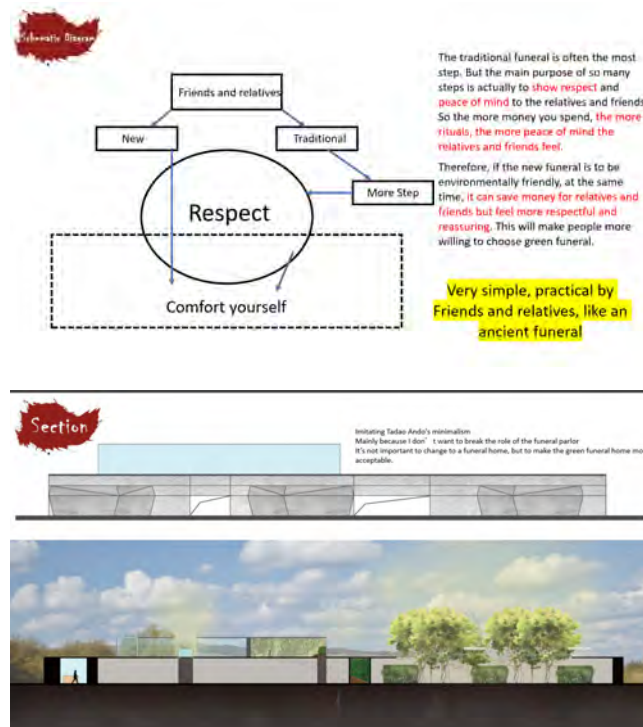 Schematic Diagram
The traditional funeral is often the most
step. But the main purpose of so many
steps is actually to show respect and
peace of mind to the relatives and friends
So the more money you spend, the more
rituals, the more peace of mind the
relatives and friends feel.
Therefore, if the new funeral is to be
environmentally friendly, at the same
time, it can save money for relatives and
friends but feel more respectful and
reassuring. This will make people more
willing to choose green funeral.
Friends and relatives
New
Traditional
More Step
Respect
Comfort yourself
Very simple, practical by
Friends and relatives, like an
ancient funeral
Section
Imitating Tadao Ando's minimalism
Mainly because I don't want to break the role of the funeral parlor
It's not important to change to a funeral home, but to make the green funeral home mo
acceptable.